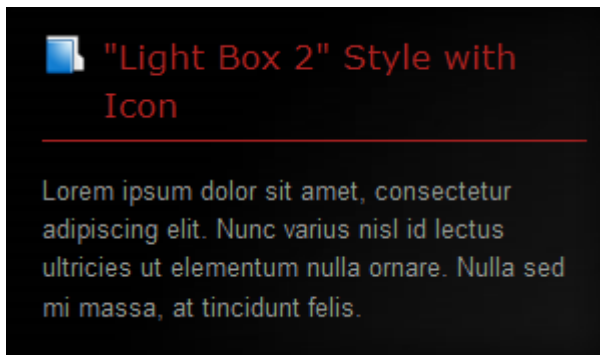 "Light Box 2" Style with
Icon
Lorem ipsum dolor sit amet, consectetur
adipiscing elit. Nunc varius nisl id lectus
ultricies ut elementum nulla ornare. Nulla sed
mi massa, at tincidunt felis.